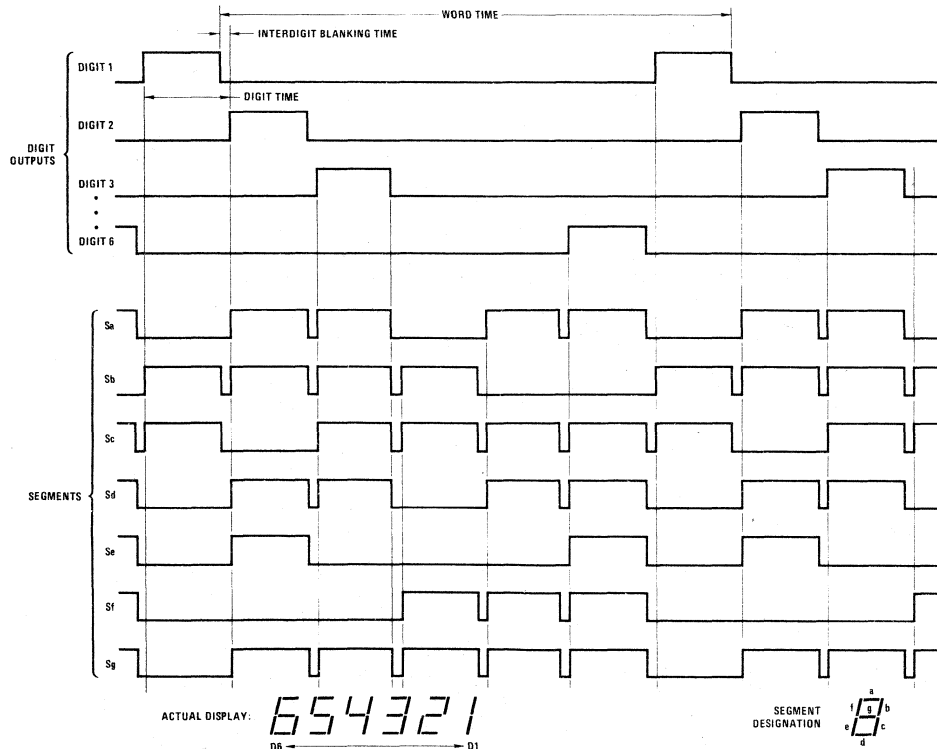 WORD TIME
INTERDIGIT BLANKING TIME
DIGIT 1
DIGIT TIME
DIGIT 2
DIGIT OUTPUTS
DIGIT 3
DIGIT 6
Sa
Sb
Sc
Sd
SEGMENTS
Se
Sf
Sg
ACTUAL DISPLAY: 654321
D6 D1
SEGMENT DESIGNATION
a
f g b
e c
d